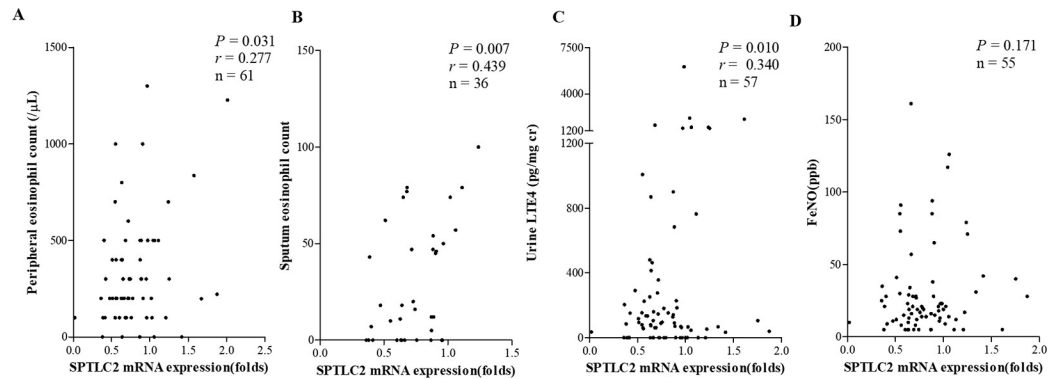 A
P = 0.031
r = 0.277
n = 61
Peripheral eosinophil count (/μL)
1500
1000
500
0
0.0 0.5 1.0 1.5 2.0 2.5
SPTLC2 mRNA expression(folds)
B
P = 0.007
r = 0.439
n = 36
Sputum eosinophil count
150
100
50
0
0.0 0.5 1.0 1.5
SPTLC2 mRNA expression(folds)
C
P = 0.010
r = 0.340
n = 57
Urine LTE4 (pg/mg cr)
7500
4000
1200
1200
800
400
0
0.0 0.5 1.0 1.5 2.0
SPTLC2 mRNA expression(folds)
D
P = 0.171
n = 55
FeNO(ppb)
200
150
100
50
0
0.0 0.5 1.0 1.5 2.0
SPTLC2 mRNA expression(folds)